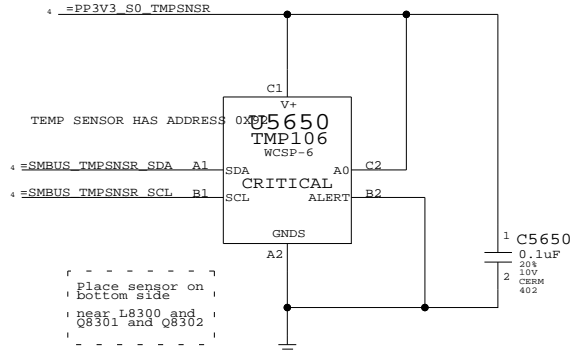 4 =PP3V3_S0_TMPSNSR
C1
V+
TEMP SENSOR HAS ADDRESS 0X92
U5650
TMP106
WCSP-6
4 =SMBUS_TMPSNSR_SDA A1 SDA A0 C2
CRITICAL
4 =SMBUS_TMPSNSR_SCL B1 SCL ALERT B2
GNDS
A2
1 C5650
0.1uF
20%
10V
2 CERM
402
Place sensor on
bottom side
near L8300 and
Q8301 and Q8302